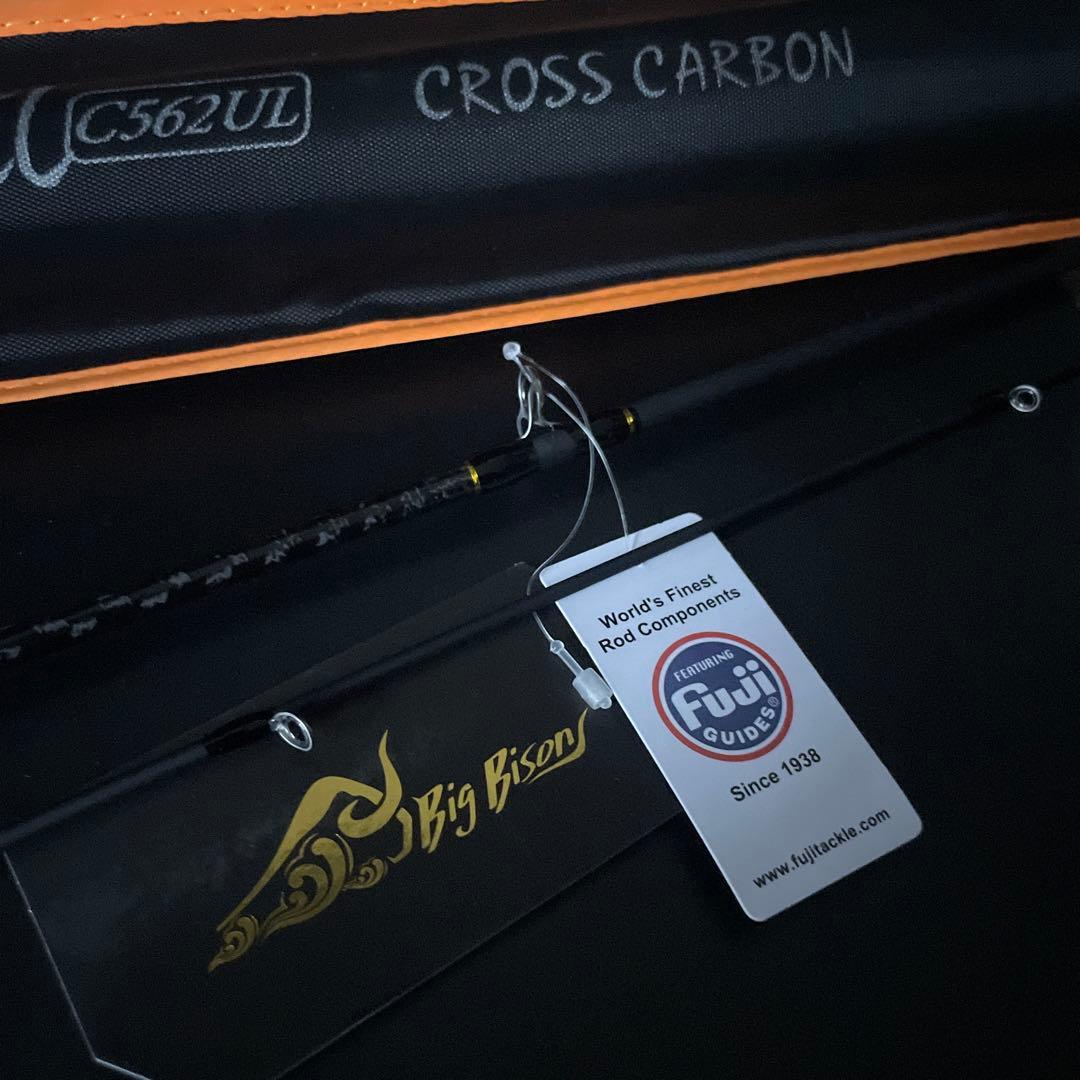 C562UL
CROSS CARBON
World's Finest
Rod Components
FEATURING
Fuji
GUIDES®
Since 1938
www.fujitackle.com
Big Bison